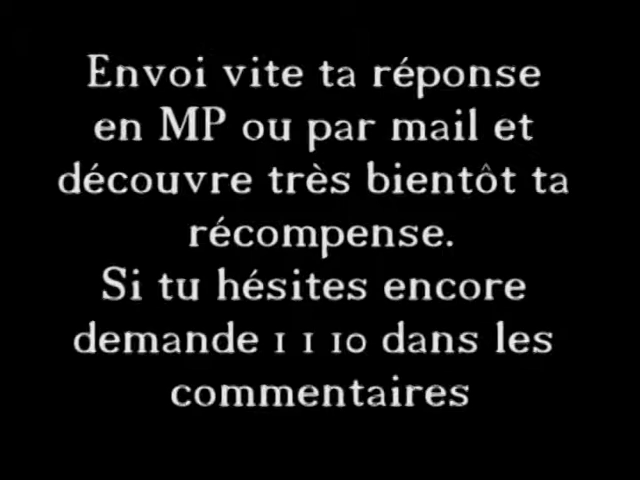 Envoi vite ta réponse
en MP ou par mail et
découvre très bientôt ta
récompense.
Si tu hésites encore
demande 1 1 10 dans les
commentaires